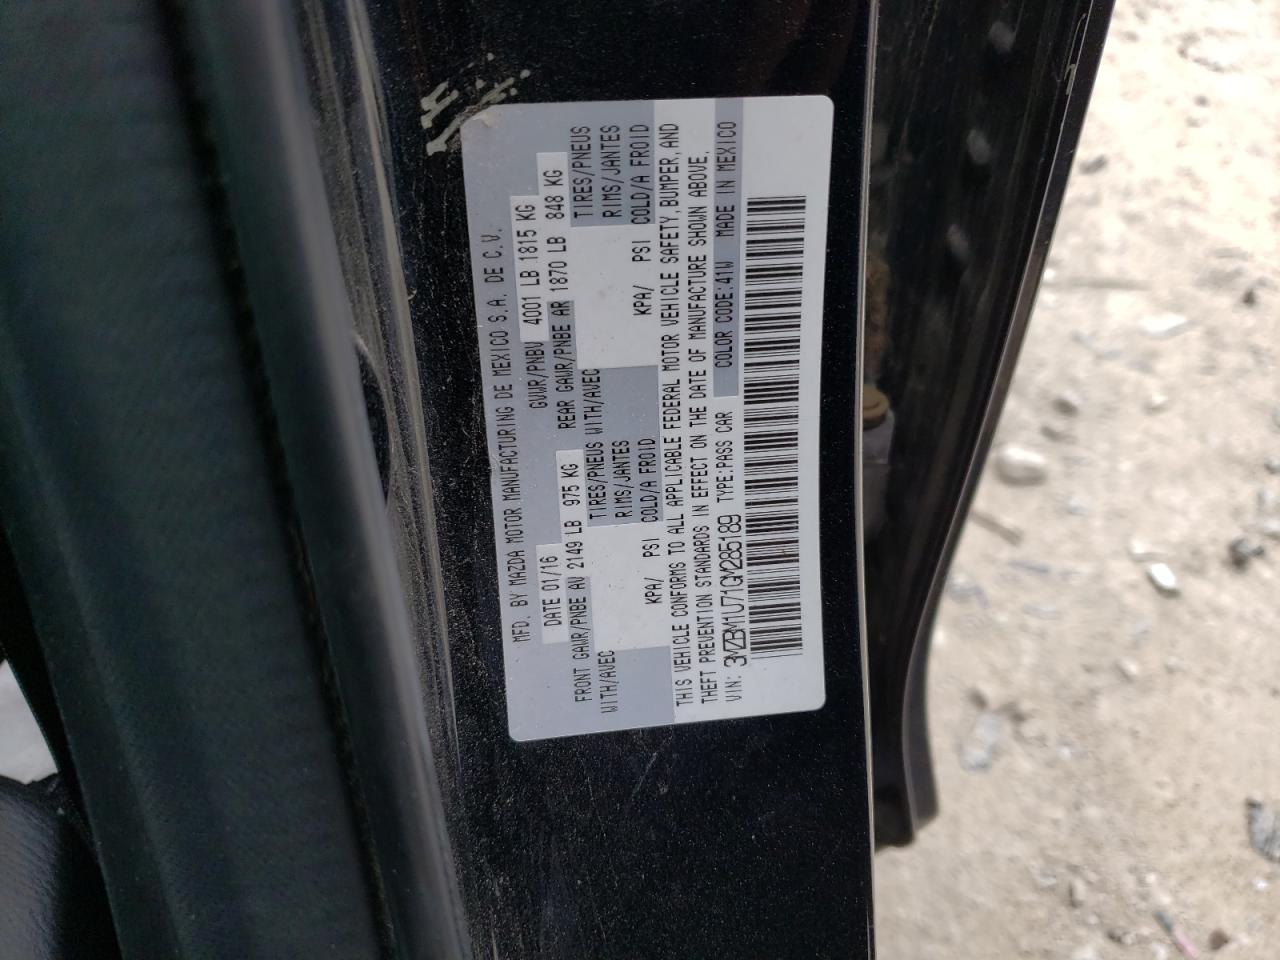 MFD. BY MAZDA MOTOR MANUFACTURING DE MEXICO S.A. DE C.V.
DATE 01/16 GVWR/PNBV 4001 LB 1815 KG
FRONT GAWR/PNBE AV 2149 LB 975 KG REAR GAWR/PNBE AR 1870 LB 848 KG
WITH/AVEC TIRES/PNEUS WITH/AVEC TIRES/PNEUS
RIMS/JANTES RIMS/JANTES
KPA/ PSI COLD/A FROID KPA/ PSI COLD/A FROID
THIS VEHICLE CONFORMS TO ALL APPLICABLE FEDERAL MOTOR VEHICLE SAFETY, BUMPER, AND
THEFT PREVENTION STANDARDS IN EFFECT ON THE DATE OF MANUFACTURE SHOWN ABOVE.
VIN: 3MZBM1U71GM285189 TYPE:PASS CAR COLOR CODE:41W MADE IN MEXICO